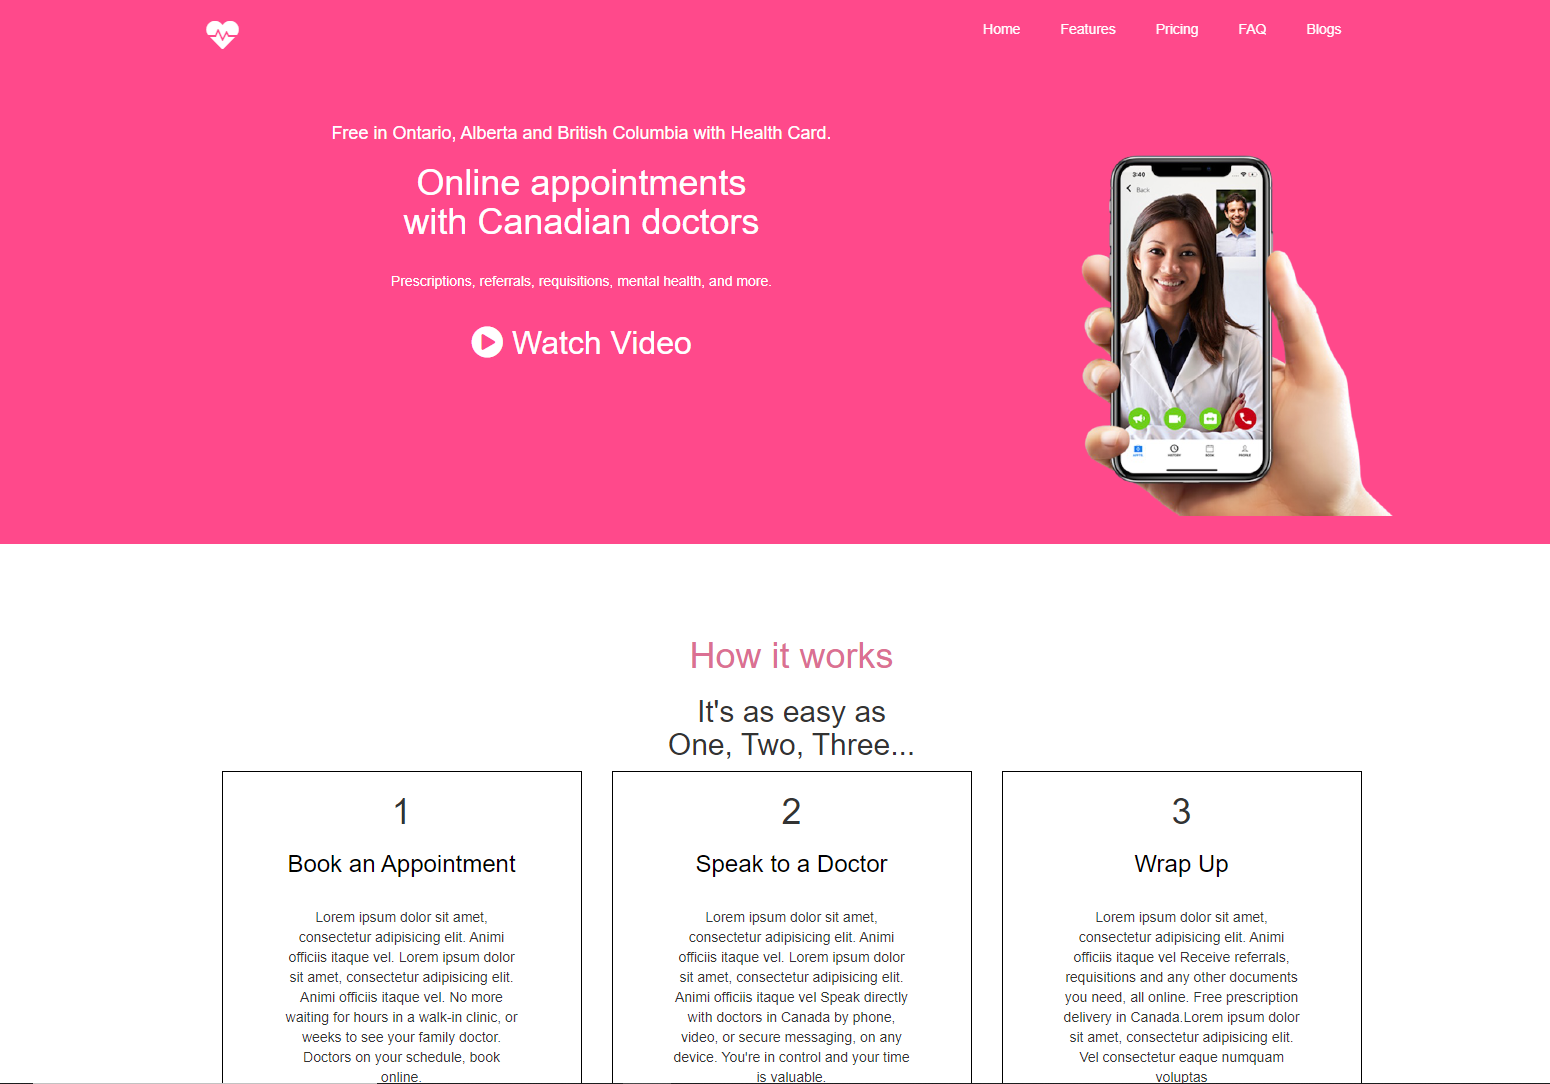 Home Features Pricing FAQ Blogs
Free in Ontario, Alberta and British Columbia with Health Card.
Online appointments
with Canadian doctors
Prescriptions, referrals, requisitions, mental health, and more.
Watch Video
3:40
Back
HISTORY BOOK PROFILE
How it works
It's as easy as
One, Two, Three...
1
Book an Appointment
Lorem ipsum dolor sit amet,
consectetur adipisicing elit. Animi
officiis itaque vel. Lorem ipsum dolor
sit amet, consectetur adipisicing elit.
Animi officiis itaque vel. No more
waiting for hours in a walk-in clinic, or
weeks to see your family doctor.
Doctors on your schedule, book
online.
2
Speak to a Doctor
Lorem ipsum dolor sit amet,
consectetur adipisicing elit. Animi
officiis itaque vel. Lorem ipsum dolor
sit amet, consectetur adipisicing elit.
Animi officiis itaque vel Speak directly
with doctors in Canada by phone,
video, or secure messaging, on any
device. You're in control and your time
is valuable.
3
Wrap Up
Lorem ipsum dolor sit amet,
consectetur adipisicing elit. Animi
officiis itaque vel Receive referrals,
requisitions and any other documents
you need, all online. Free prescription
delivery in Canada.Lorem ipsum dolor
sit amet, consectetur adipisicing elit.
Vel consectetur eaque numquam
voluptas